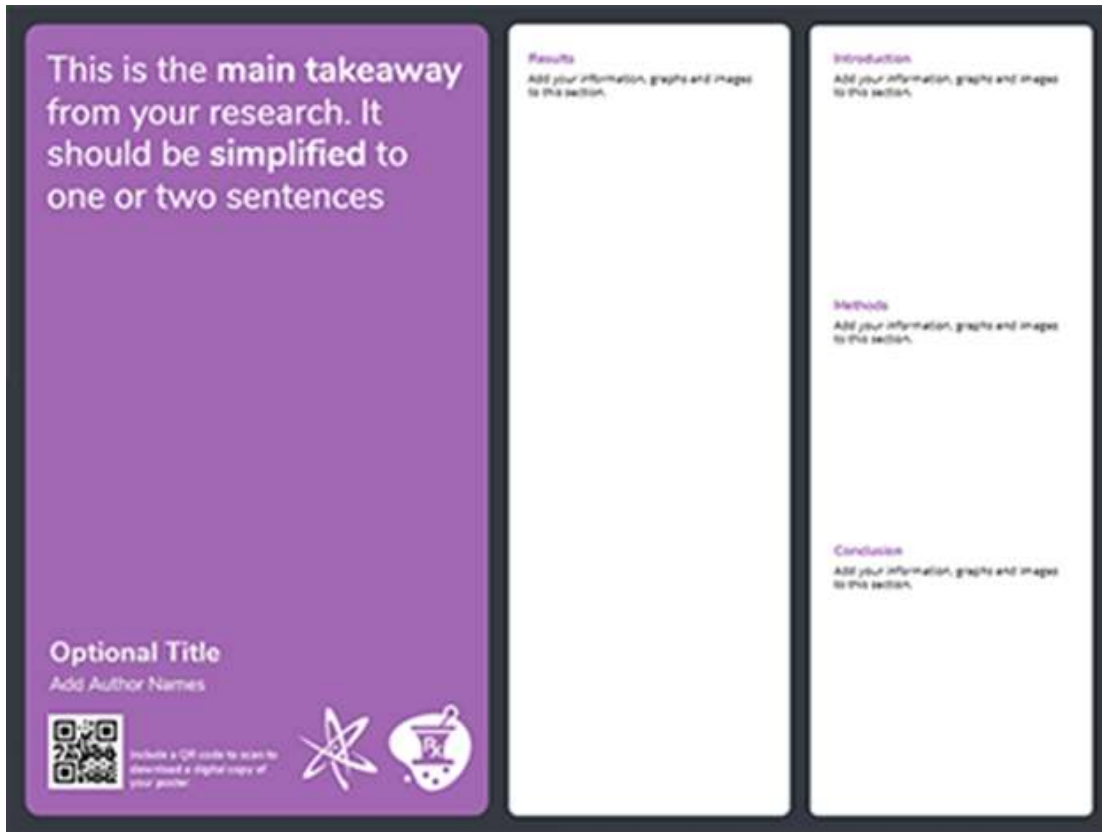 This is the main takeaway
from your research. It
should be simplified to
one or two sentences
Optional Title
Add Author Names
Include a QR code to scan to
download a digital copy of
your poster
Rx
Results
Add your information, graphs and images
to this section.
Introduction
Add your information, graphs and images
to this section.
Methods
Add your information, graphs and images
to this section.
Conclusion
Add your information, graphs and images
to this section.